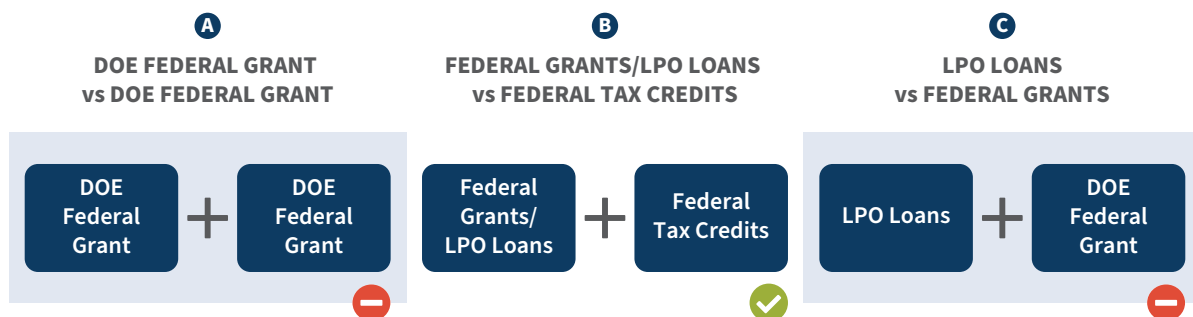 A
DOE FEDERAL GRANT
vs DOE FEDERAL GRANT
DOE
Federal
Grant
DOE
Federal
Grant
B
FEDERAL GRANTS/LPO LOANS
vs FEDERAL TAX CREDITS
Federal
Grants/
LPO Loans
Federal
Tax Credits
C
LPO LOANS
vs FEDERAL GRANTS
LPO Loans
DOE
Federal
Grant